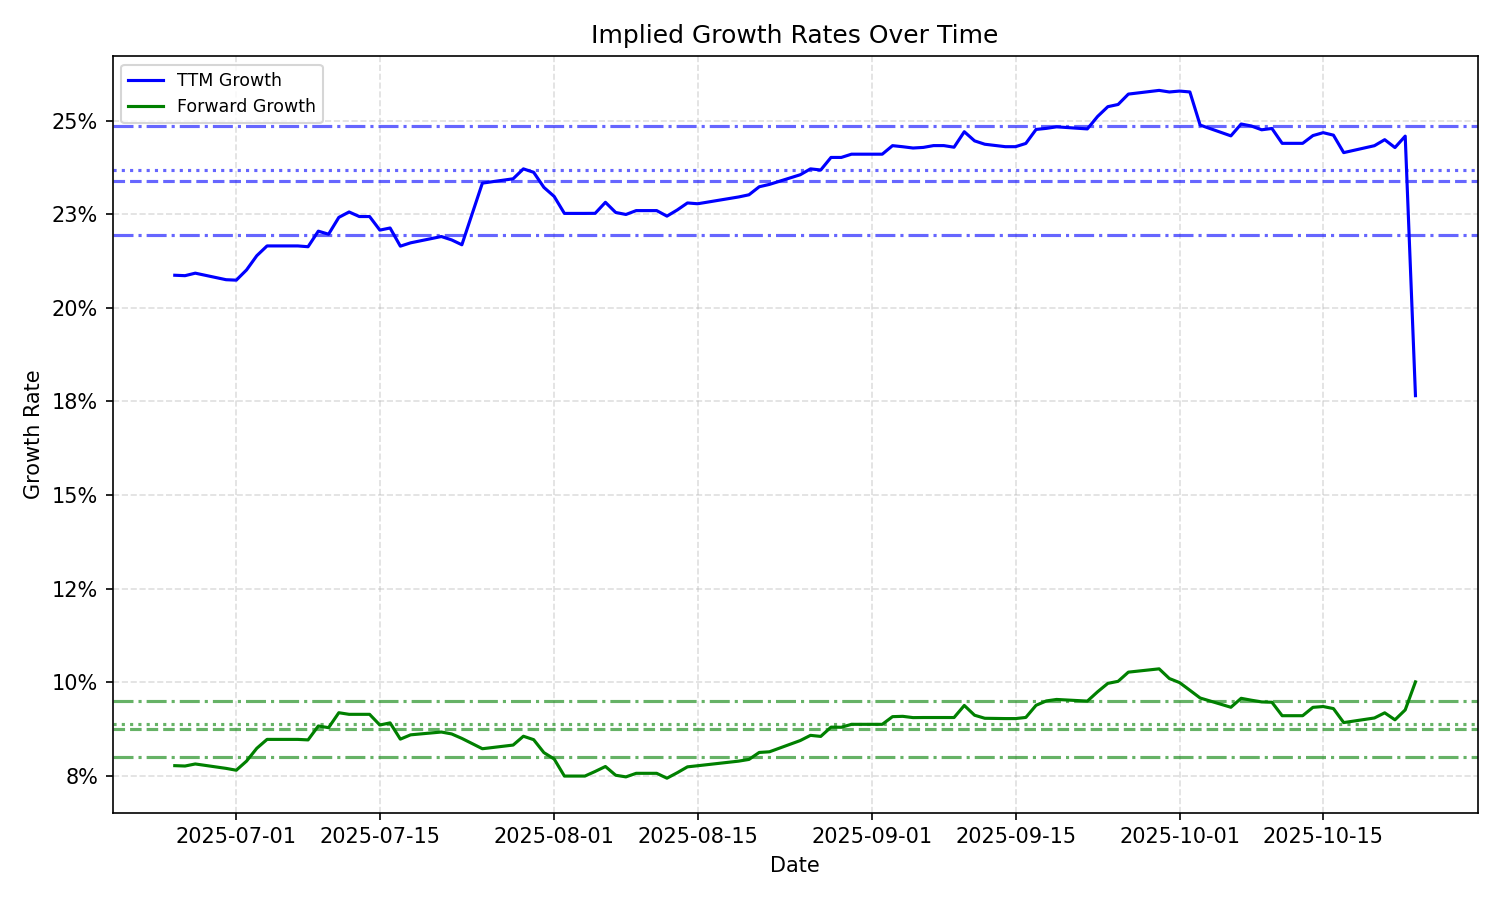 Implied Growth Rates Over Time
TTM Growth
Forward Growth
25%
23%
20%
18%
15%
12%
10%
8%
Growth Rate
2025-07-01 2025-07-15 2025-08-01 2025-08-15 2025-09-01 2025-09-15 2025-10-01 2025-10-15
Date